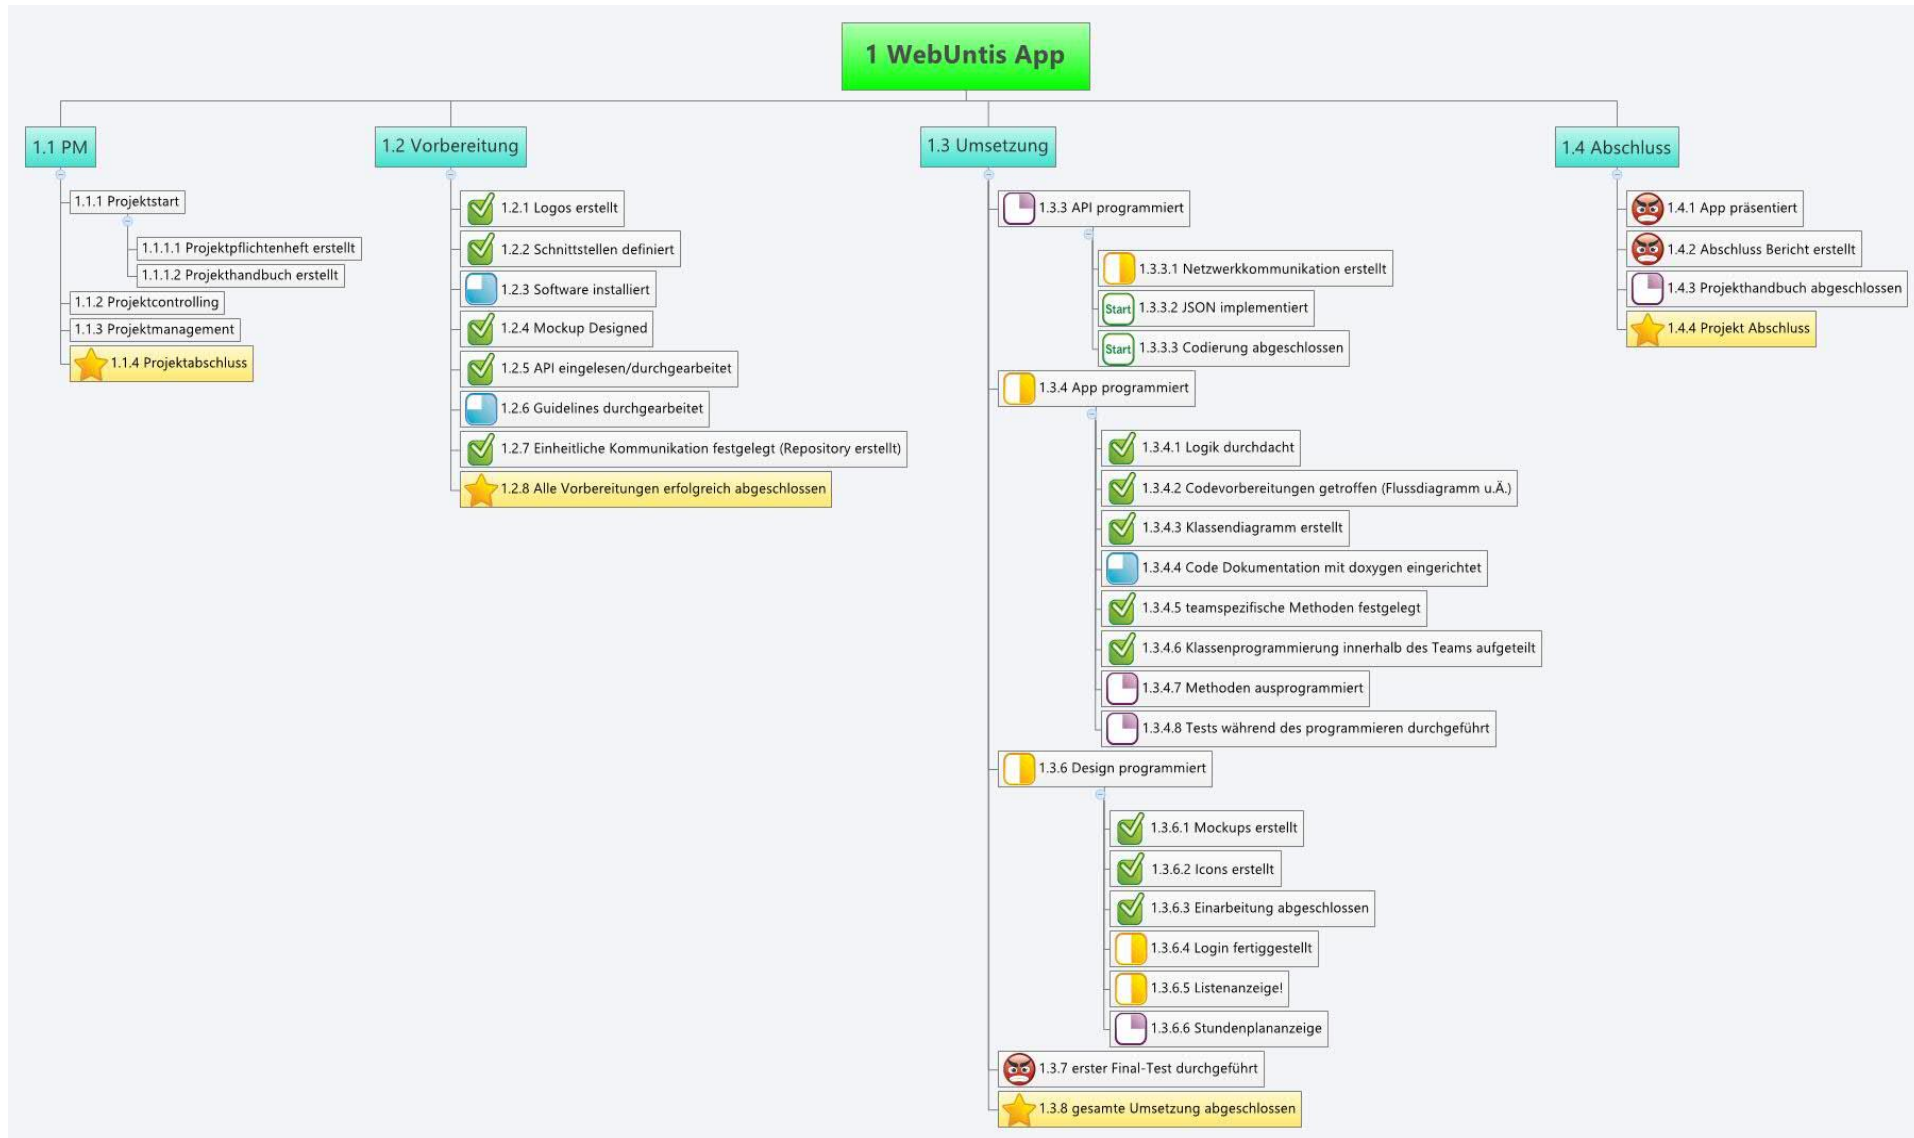 1 WebUntis App
1.1 PM
1.1.1 Projektstart
1.1.1.1 Projektpflichtenheft erstellt
1.1.1.2 Projekthandbuch erstellt
1.1.2 Projektcontrolling
1.1.3 Projektmanagement
1.1.4 Projektabschluss
1.2 Vorbereitung
1.2.1 Logos erstellt
1.2.2 Schnittstellen definiert
1.2.3 Software installiert
1.2.4 Mockup Designed
1.2.5 API eingelesen/durchgearbeitet
1.2.6 Guidelines durchgearbeitet
1.2.7 Einheitliche Kommunikation festgelegt (Repository erstellt)
1.2.8 Alle Vorbereitungen erfolgreich abgeschlossen
1.3 Umsetzung
1.3.3 API programmiert
1.3.3.1 Netzwerkkommunikation erstellt
Start 1.3.3.2 JSON implementiert
Start 1.3.3.3 Codierung abgeschlossen
1.3.4 App programmiert
1.3.4.1 Logik durchdacht
1.3.4.2 Codevorbereitungen getroffen (Flussdiagramm u.Ä.)
1.3.4.3 Klassendiagramm erstellt
1.3.4.4 Code Dokumentation mit doxygen eingerichtet
1.3.4.5 teamspezifische Methoden festgelegt
1.3.4.6 Klassenprogrammierung innerhalb des Teams aufgeteilt
1.3.4.7 Methoden ausprogrammiert
1.3.4.8 Tests während des programmieren durchgeführt
1.3.6 Design programmiert
1.3.6.1 Mockups erstellt
1.3.6.2 Icons erstellt
1.3.6.3 Einarbeitung abgeschlossen
1.3.6.4 Login fertiggestellt
1.3.6.5 Listenanzeige!
1.3.6.6 Stundenplananzeige
1.3.7 erster Final-Test durchgeführt
1.3.8 gesamte Umsetzung abgeschlossen
1.4 Abschluss
1.4.1 App präsentiert
1.4.2 Abschluss Bericht erstellt
1.4.3 Projekthandbuch abgeschlossen
1.4.4 Projekt Abschluss